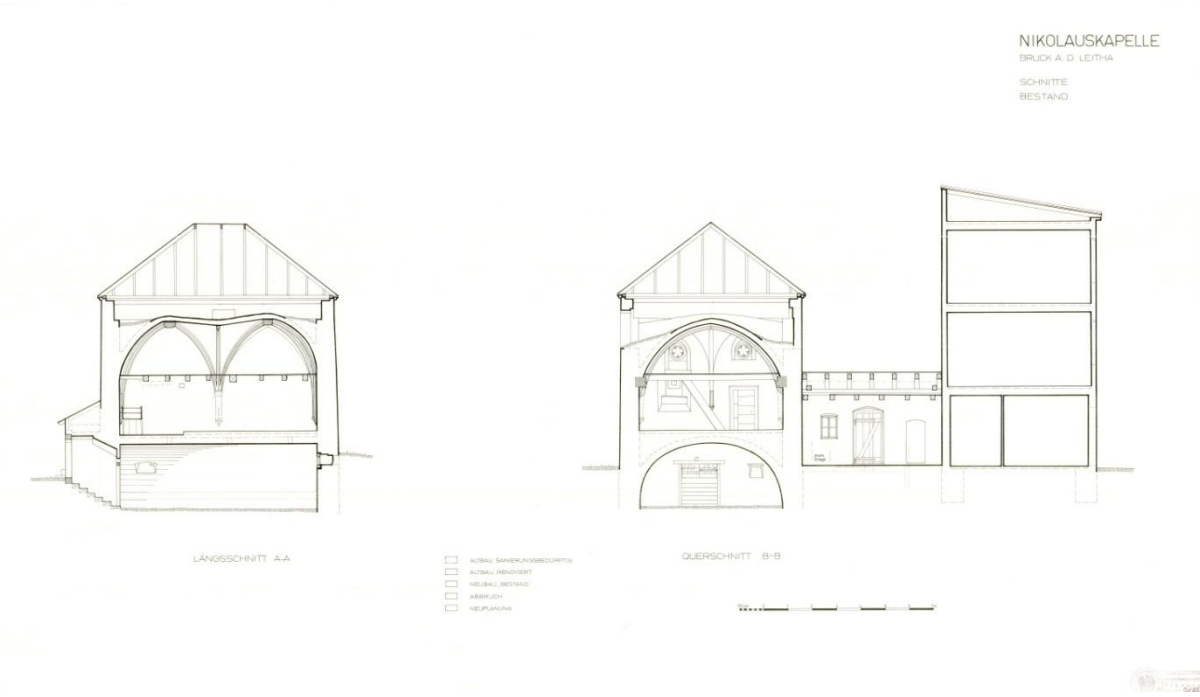 NIKOLAUSKAPELLE
BRUCK A. D. LEITHA
SCHNITTE
BESTAND
LÄNGSSCHNITT A-A
QUERSCHNITT B-B
ALTBAU SANIERUNGSBEDÜRFTIG
ALTBAU RENOVIERT
NEUBAU BESTAND
ABBRUCH
NEUPLANUNG